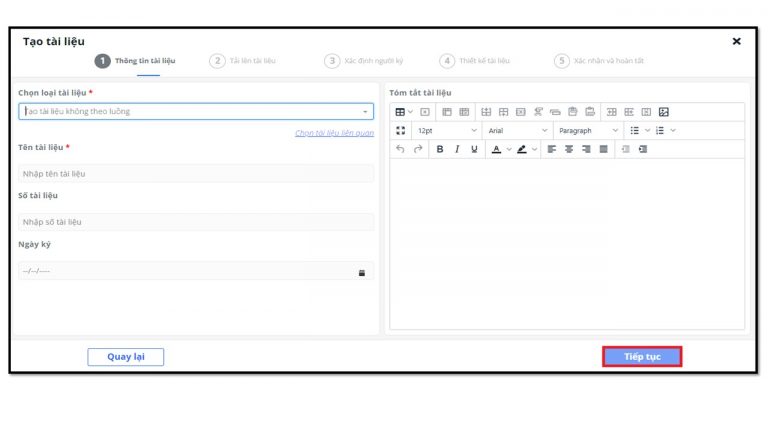 Tạo tài liệu
1 Thông tin tài liệu
2 Tải lên tài liệu
3 Xác định người ký
4 Thiết kế tài liệu
5 Xác nhận và hoàn tất
Chọn loại tài liệu *
Tạo tài liệu không theo luồng
Chọn tài liệu liên quan
Tên tài liệu *
Nhập tên tài liệu
Số tài liệu
Nhập số tài liệu
Ngày ký
--/--/----
Tóm tắt tài liệu
12pt Arial Paragraph
B I U A
Quay lại
Tiếp tục